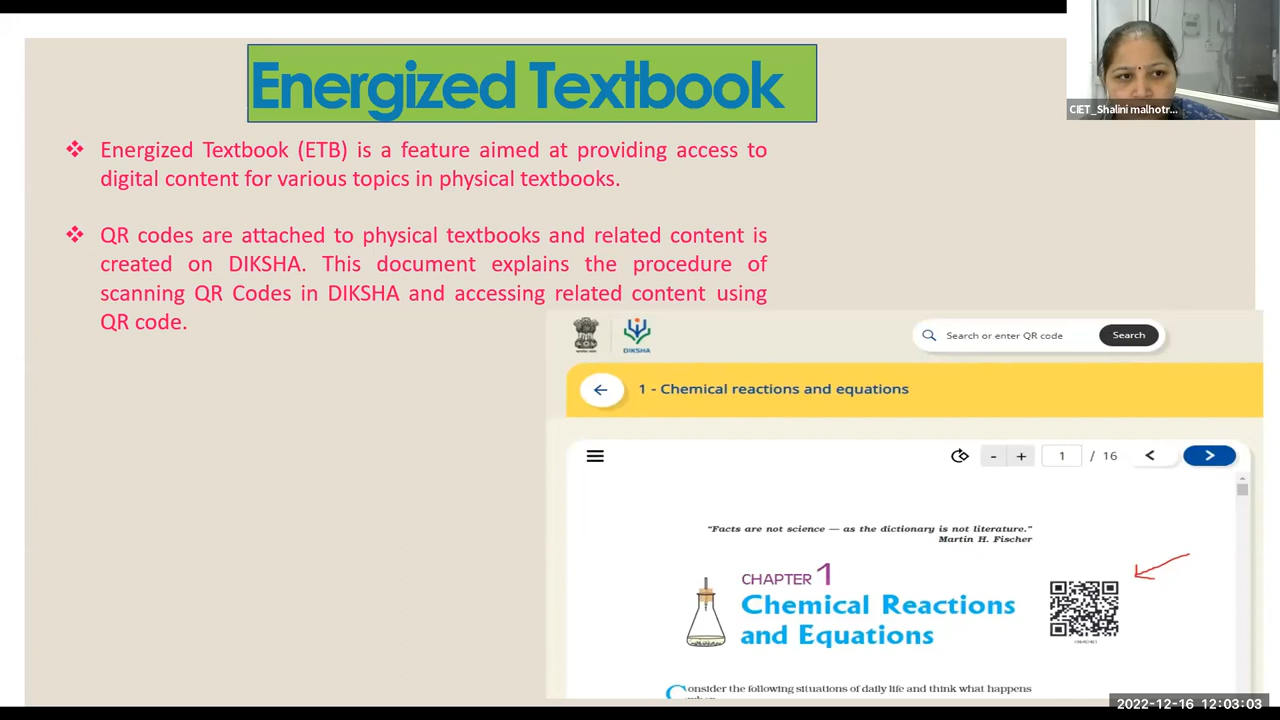 Energized Textbook
CIET_Shalini malhotr...
Energized Textbook (ETB) is a feature aimed at providing access to
digital content for various topics in physical textbooks.
QR codes are attached to physical textbooks and related content is
created on DIKSHA. This document explains the procedure of
scanning QR Codes in DIKSHA and accessing related content using
QR code.
DIKSHA
Search or enter QR code
Search
1 - Chemical reactions and equations
- + 1 / 16
"Facts are not science — as the dictionary is not literature."
Martin H. Fischer
CHAPTER 1
Chemical Reactions
and Equations
Consider the following situations of daily life and think what happens
2022-12-16 12:03:03